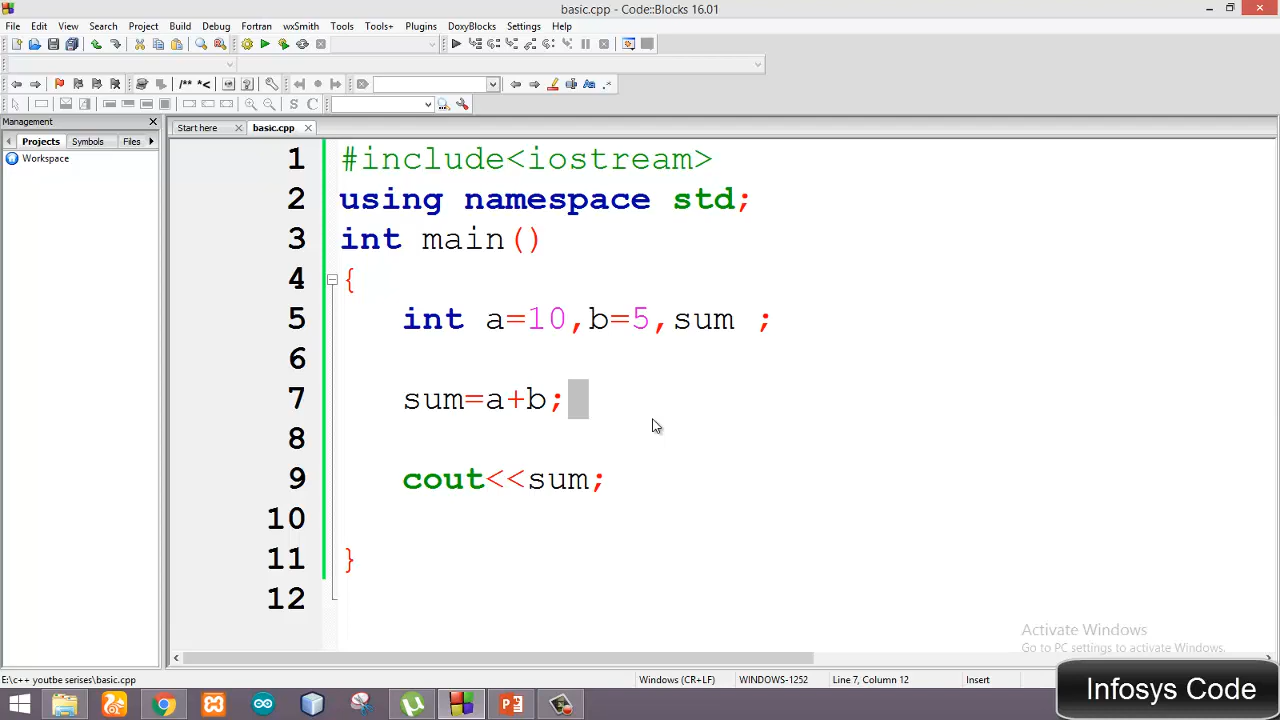 basic.cpp - Code::Blocks 16.01
File Edit View Search Project Build Debug Fortran wxSmith Tools Tools+ Plugins DoxyBlocks Settings Help
/** *<
S C
Management
Projects Symbols Files
Workspace
Start here basic.cpp
1 #include<iostream>
2 using namespace std;
3 int main()
4 {
5 int a=10,b=5,sum ;
6
7 sum=a+b;
8
9 cout<<sum;
10
11 }
12
Activate Windows
Go to PC settings to activate Windows.
E:\c++ youtbe serises\basic.cpp Windows (CR+LF) WINDOWS-1252 Line 7, Column 12 Insert
Infosys Code